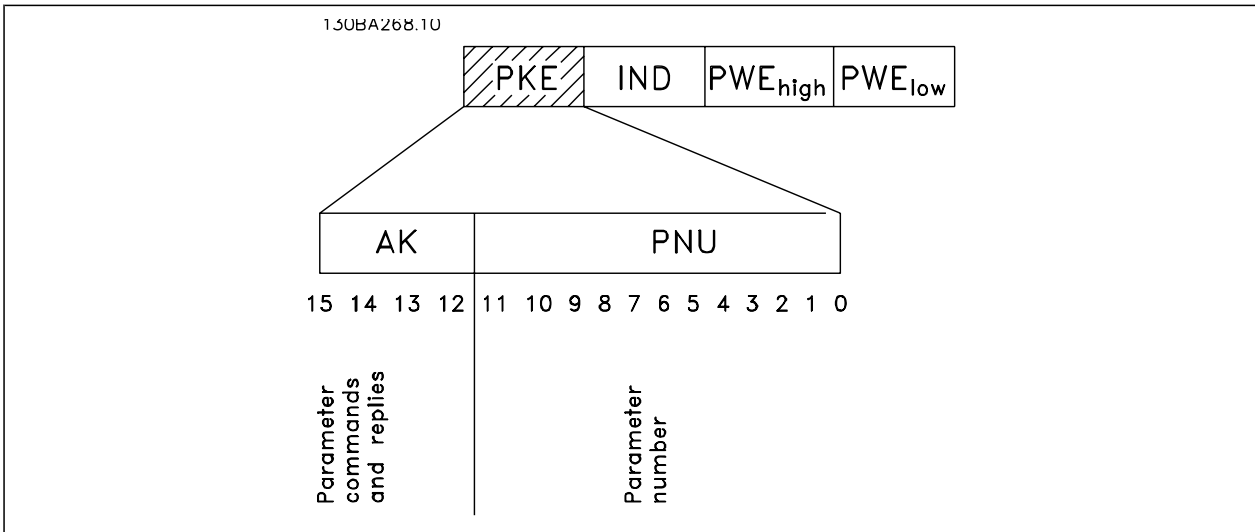 130BA268.10
PKE IND PWEhigh PWElow
AK PNU
15 14 13 12 11 10 9 8 7 6 5 4 3 2 1 0
Parameter
commands
and replies
Parameter
number